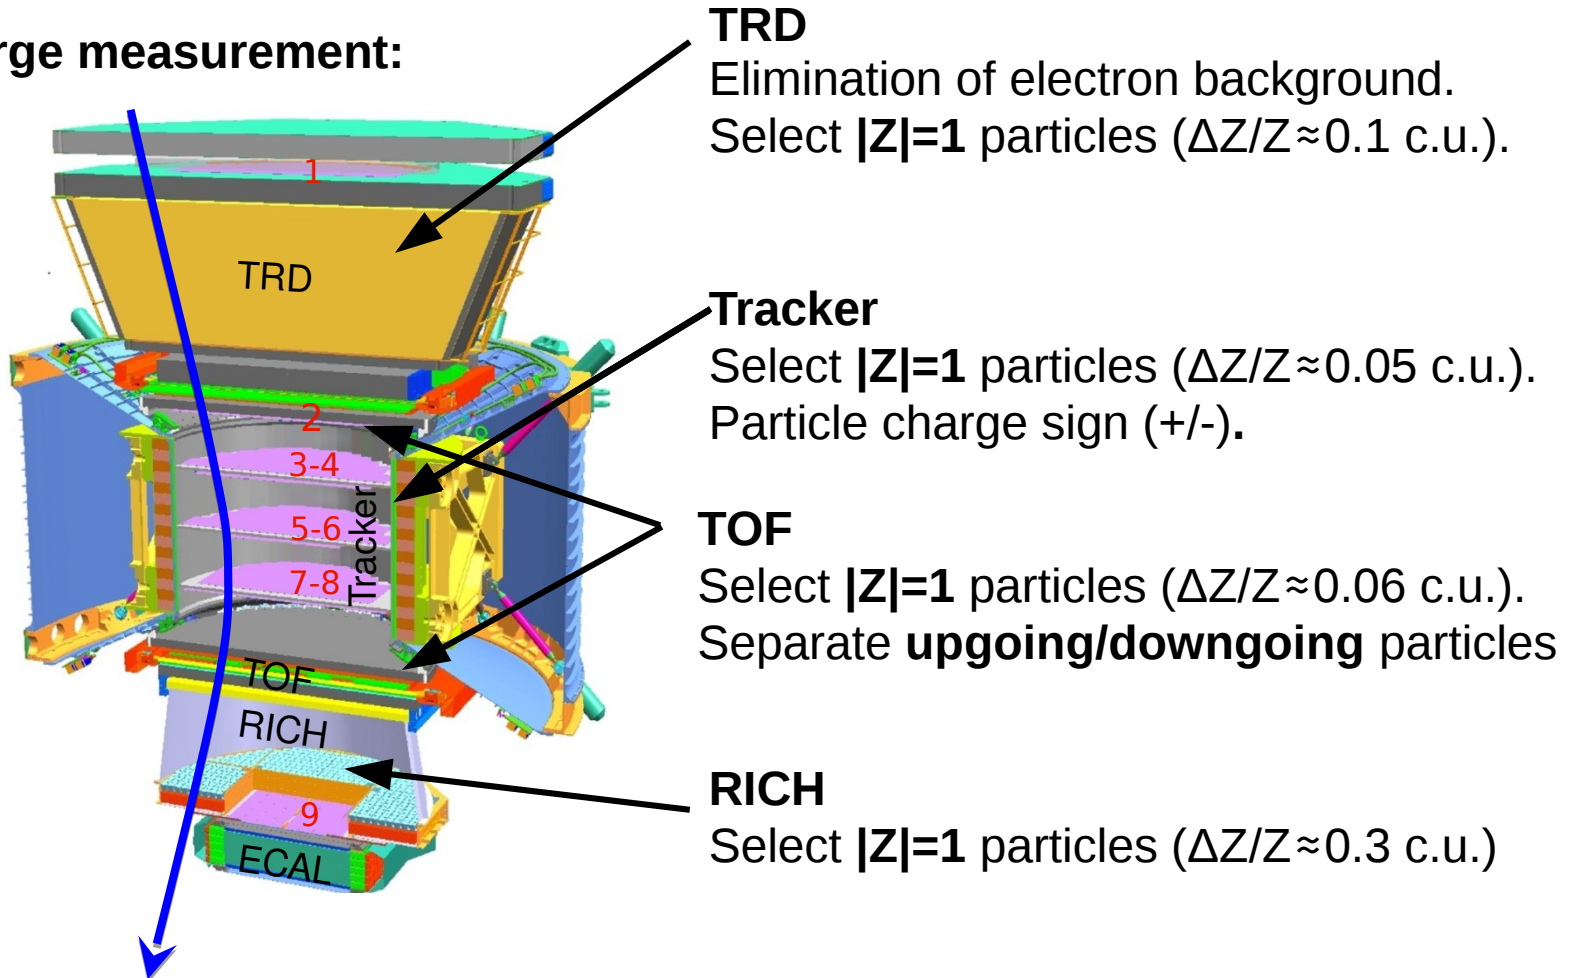 rge measurement:
TRD
Elimination of electron background.
Select |Z|=1 particles (ΔZ/Z≈0.1 c.u.).
1
TRD
Tracker
Select |Z|=1 particles (ΔZ/Z≈0.05 c.u.).
Particle charge sign (+/-).
2
3-4
5-6
7-8
Tracker
TOF
Select |Z|=1 particles (ΔZ/Z≈0.06 c.u.).
Separate upgoing/downgoing particles
TOF
RICH
RICH
Select |Z|=1 particles (ΔZ/Z≈0.3 c.u.)
9
ECAL